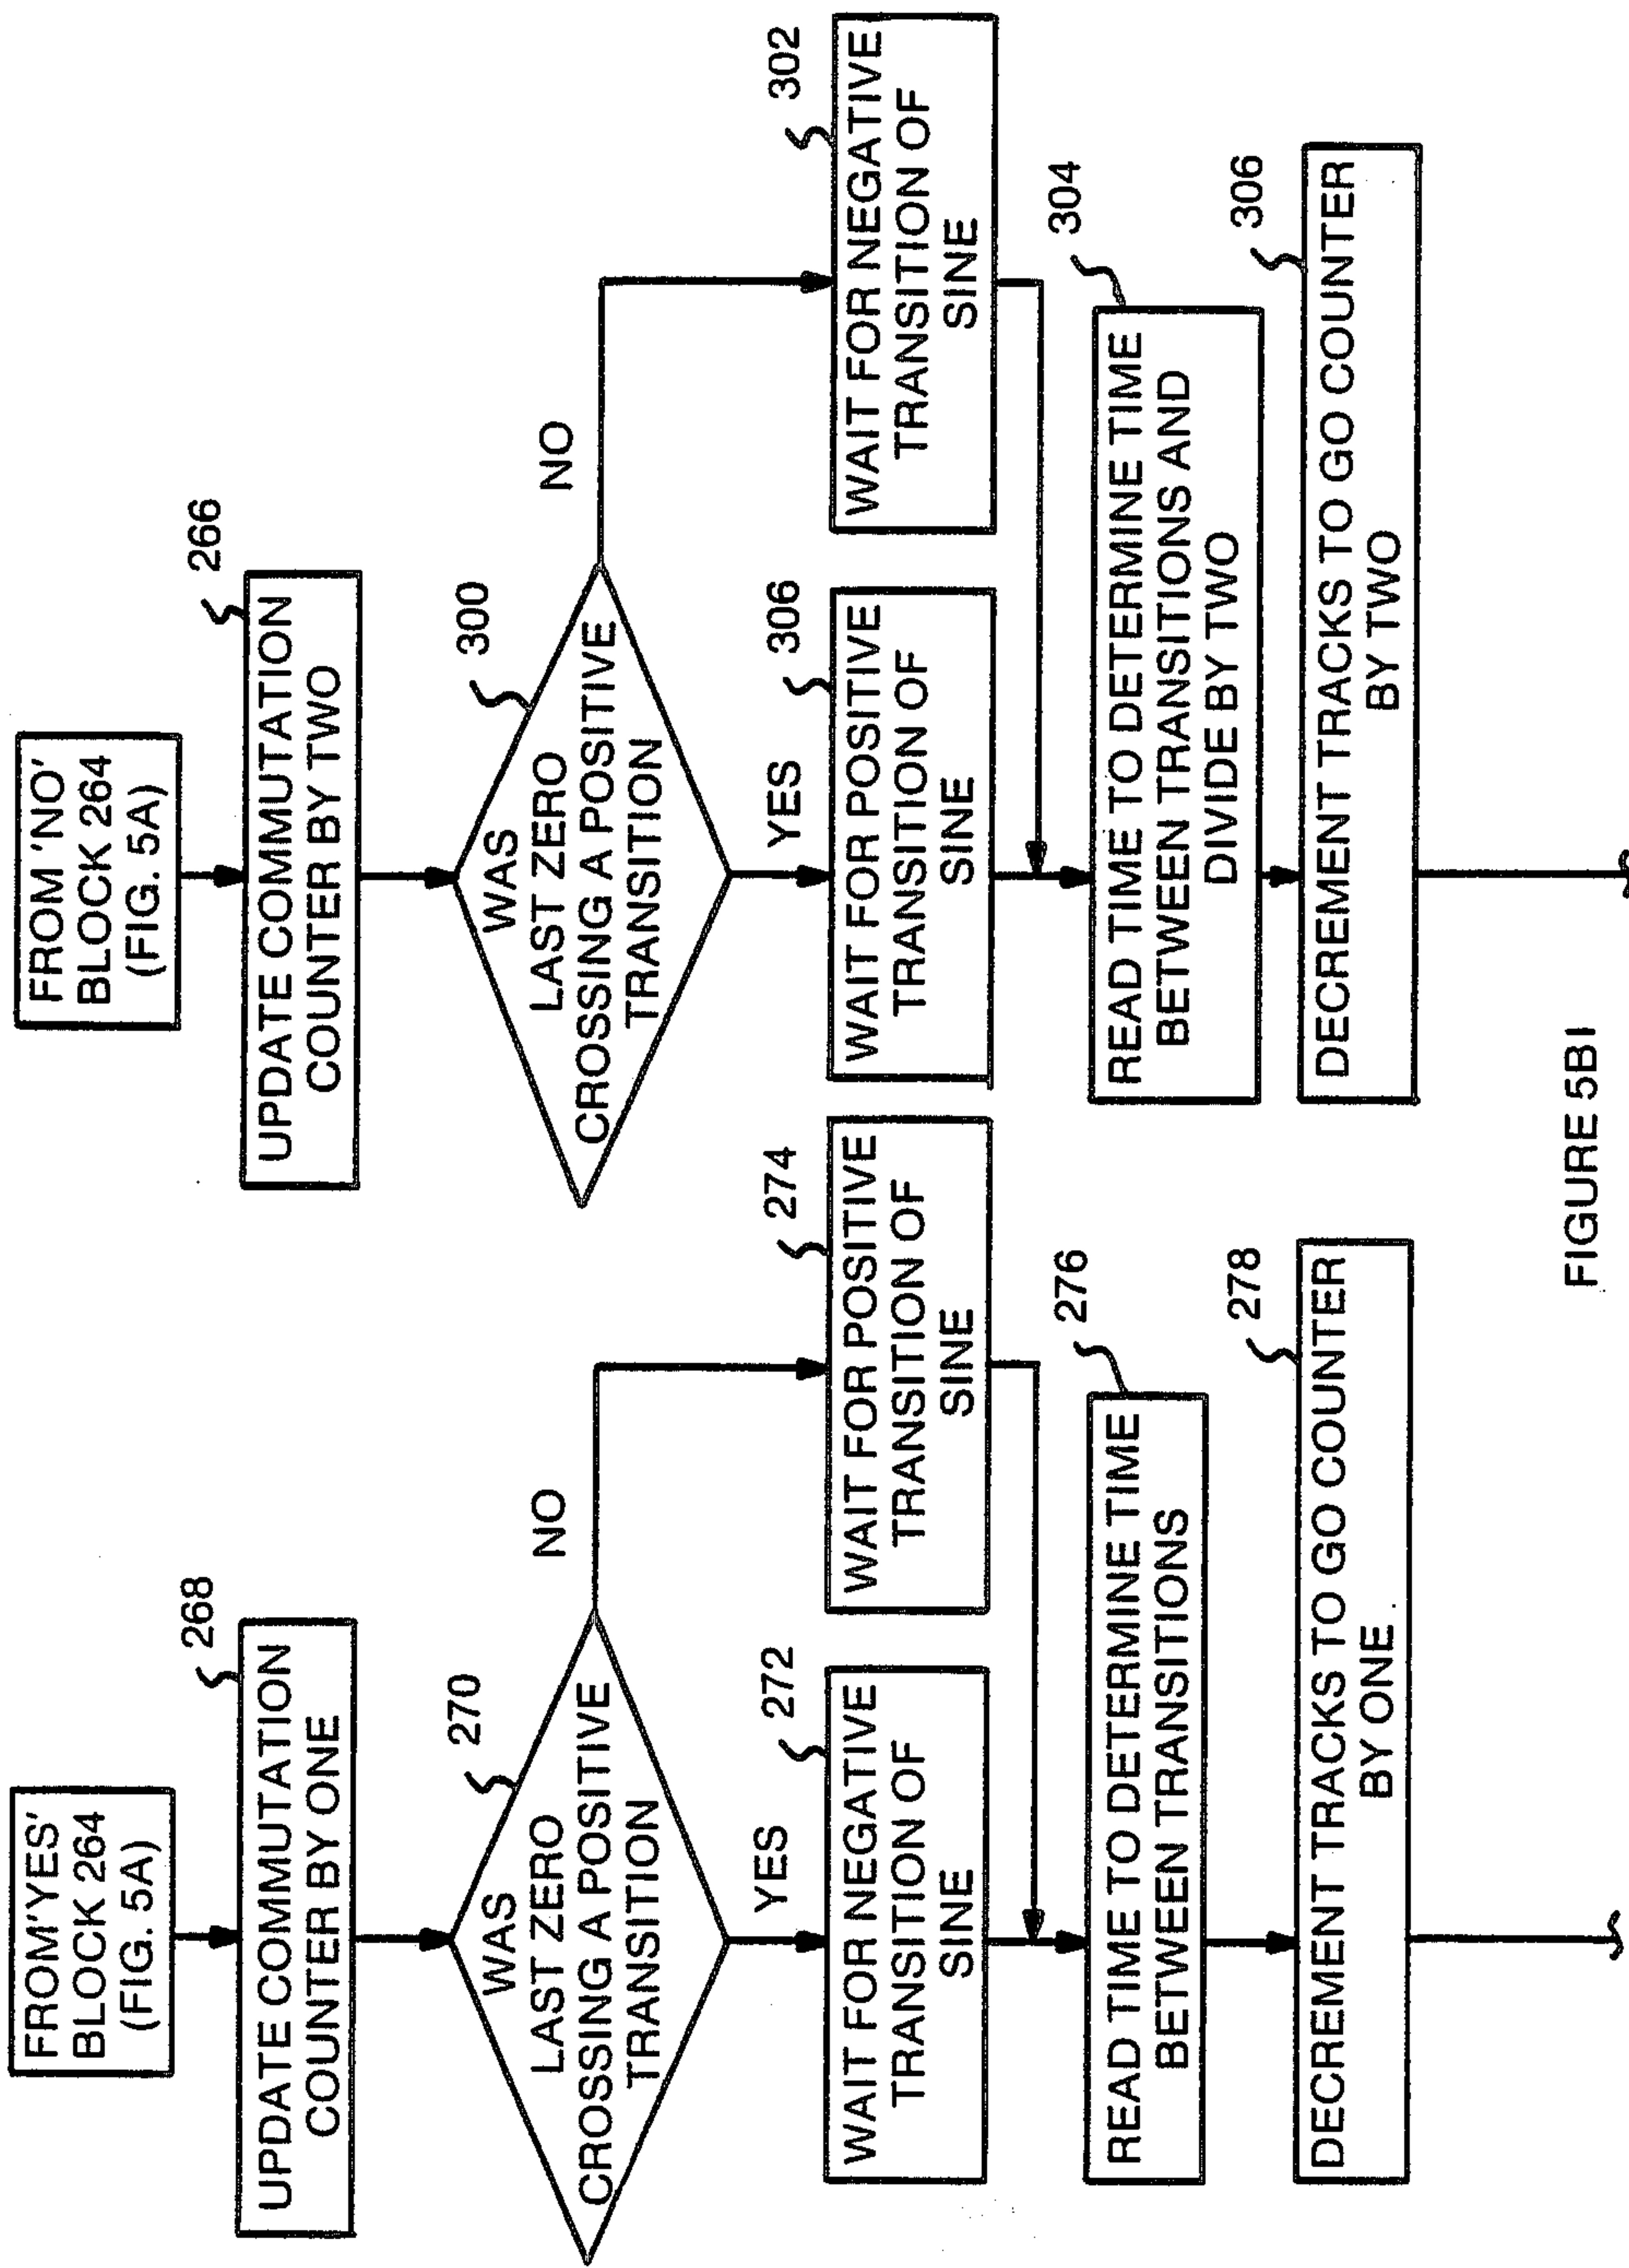 FROM'YES'
BLOCK 264
(FIG. 5A)
268
UPDATE COMMUTATION
COUNTER BY ONE
270
WAS
LAST ZERO
CROSSING A POSITIVE
TRANSITION
NO
YES
272
WAIT FOR NEGATIVE
TRANSITION OF
SINE
274
WAIT FOR POSITIVE
TRANSITION OF
SINE
276
READ TIME TO DETERMINE TIME
BETWEEN TRANSITIONS
278
DECREMENT TRACKS TO GO COUNTER
BY ONE
FROM 'NO'
BLOCK 264
(FIG. 5A)
266
UPDATE COMMUTATION
COUNTER BY TWO
300
WAS
LAST ZERO
CROSSING A POSITIVE
TRANSITION
NO
YES
306
WAIT FOR POSITIVE
TRANSITION OF
SINE
302
WAIT FOR NEGATIVE
TRANSITION OF
SINE
304
READ TIME TO DETERMINE TIME
BETWEEN TRANSITIONS AND
DIVIDE BY TWO
306
DECREMENT TRACKS TO GO COUNTER
BY TWO
FIGURE 5B1